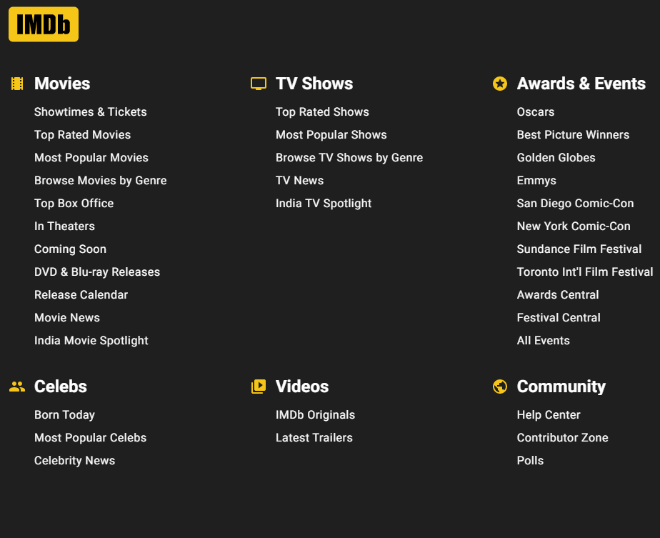 IMDb
Movies
Showtimes & Tickets
Top Rated Movies
Most Popular Movies
Browse Movies by Genre
Top Box Office
In Theaters
Coming Soon
DVD & Blu-ray Releases
Release Calendar
Movie News
India Movie Spotlight
TV Shows
Top Rated Shows
Most Popular Shows
Browse TV Shows by Genre
TV News
India TV Spotlight
Awards & Events
Oscars
Best Picture Winners
Golden Globes
Emmys
San Diego Comic-Con
New York Comic-Con
Sundance Film Festival
Toronto Int'l Film Festival
Awards Central
Festival Central
All Events
Celebs
Born Today
Most Popular Celebs
Celebrity News
Videos
IMDb Originals
Latest Trailers
Community
Help Center
Contributor Zone
Polls